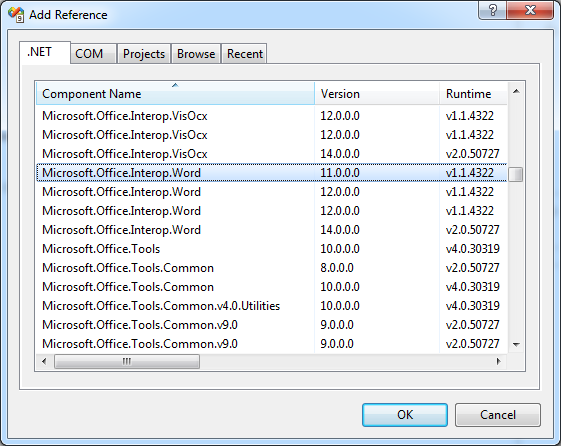 Add Reference
.NET COM Projects Browse Recent
Component Name Version Runtime
Microsoft.Office.Interop.VisOcx 12.0.0.0 v1.1.4322
Microsoft.Office.Interop.VisOcx 12.0.0.0 v1.1.4322
Microsoft.Office.Interop.VisOcx 14.0.0.0 v2.0.50727
Microsoft.Office.Interop.Word 11.0.0.0 v1.1.4322
Microsoft.Office.Interop.Word 12.0.0.0 v1.1.4322
Microsoft.Office.Interop.Word 12.0.0.0 v1.1.4322
Microsoft.Office.Interop.Word 14.0.0.0 v2.0.50727
Microsoft.Office.Tools 10.0.0.0 v4.0.30319
Microsoft.Office.Tools.Common 8.0.0.0 v2.0.50727
Microsoft.Office.Tools.Common 10.0.0.0 v4.0.30319
Microsoft.Office.Tools.Common.v4.0.Utilities 10.0.0.0 v4.0.30319
Microsoft.Office.Tools.Common.v9.0 9.0.0.0 v2.0.50727
Microsoft.Office.Tools.Common.v9.0 9.0.0.0 v2.0.50727
OK Cancel